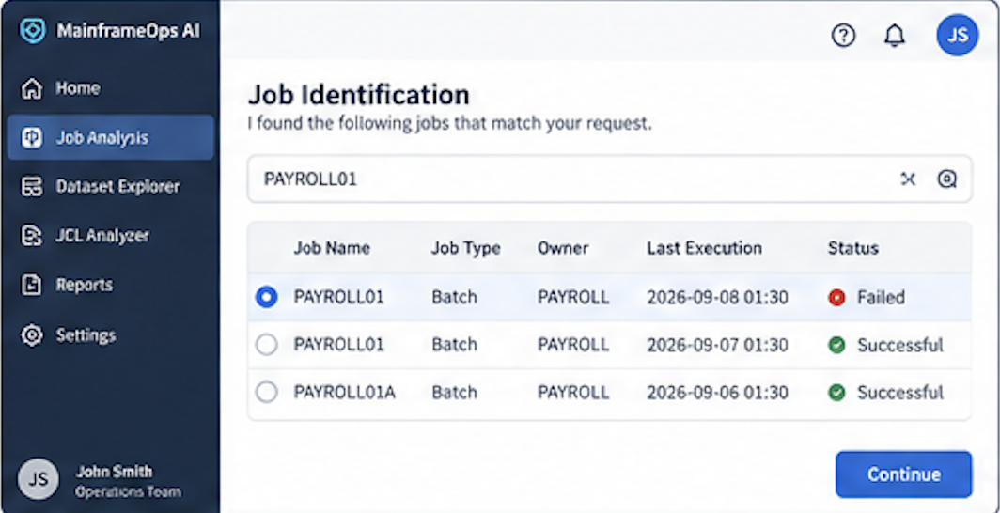 MainframeOps AI
Home
Job Analysis
Dataset Explorer
JCL Analyzer
Reports
Settings
JS
John Smith
Operations Team
JS
Job Identification
I found the following jobs that match your request.
PAYROLL01
Job Name Job Type Owner Last Execution Status
PAYROLL01 Batch PAYROLL 2026-09-08 01:30 Failed
PAYROLL01 Batch PAYROLL 2026-09-07 01:30 Successful
PAYROLL01A Batch PAYROLL 2026-09-06 01:30 Successful
Continue